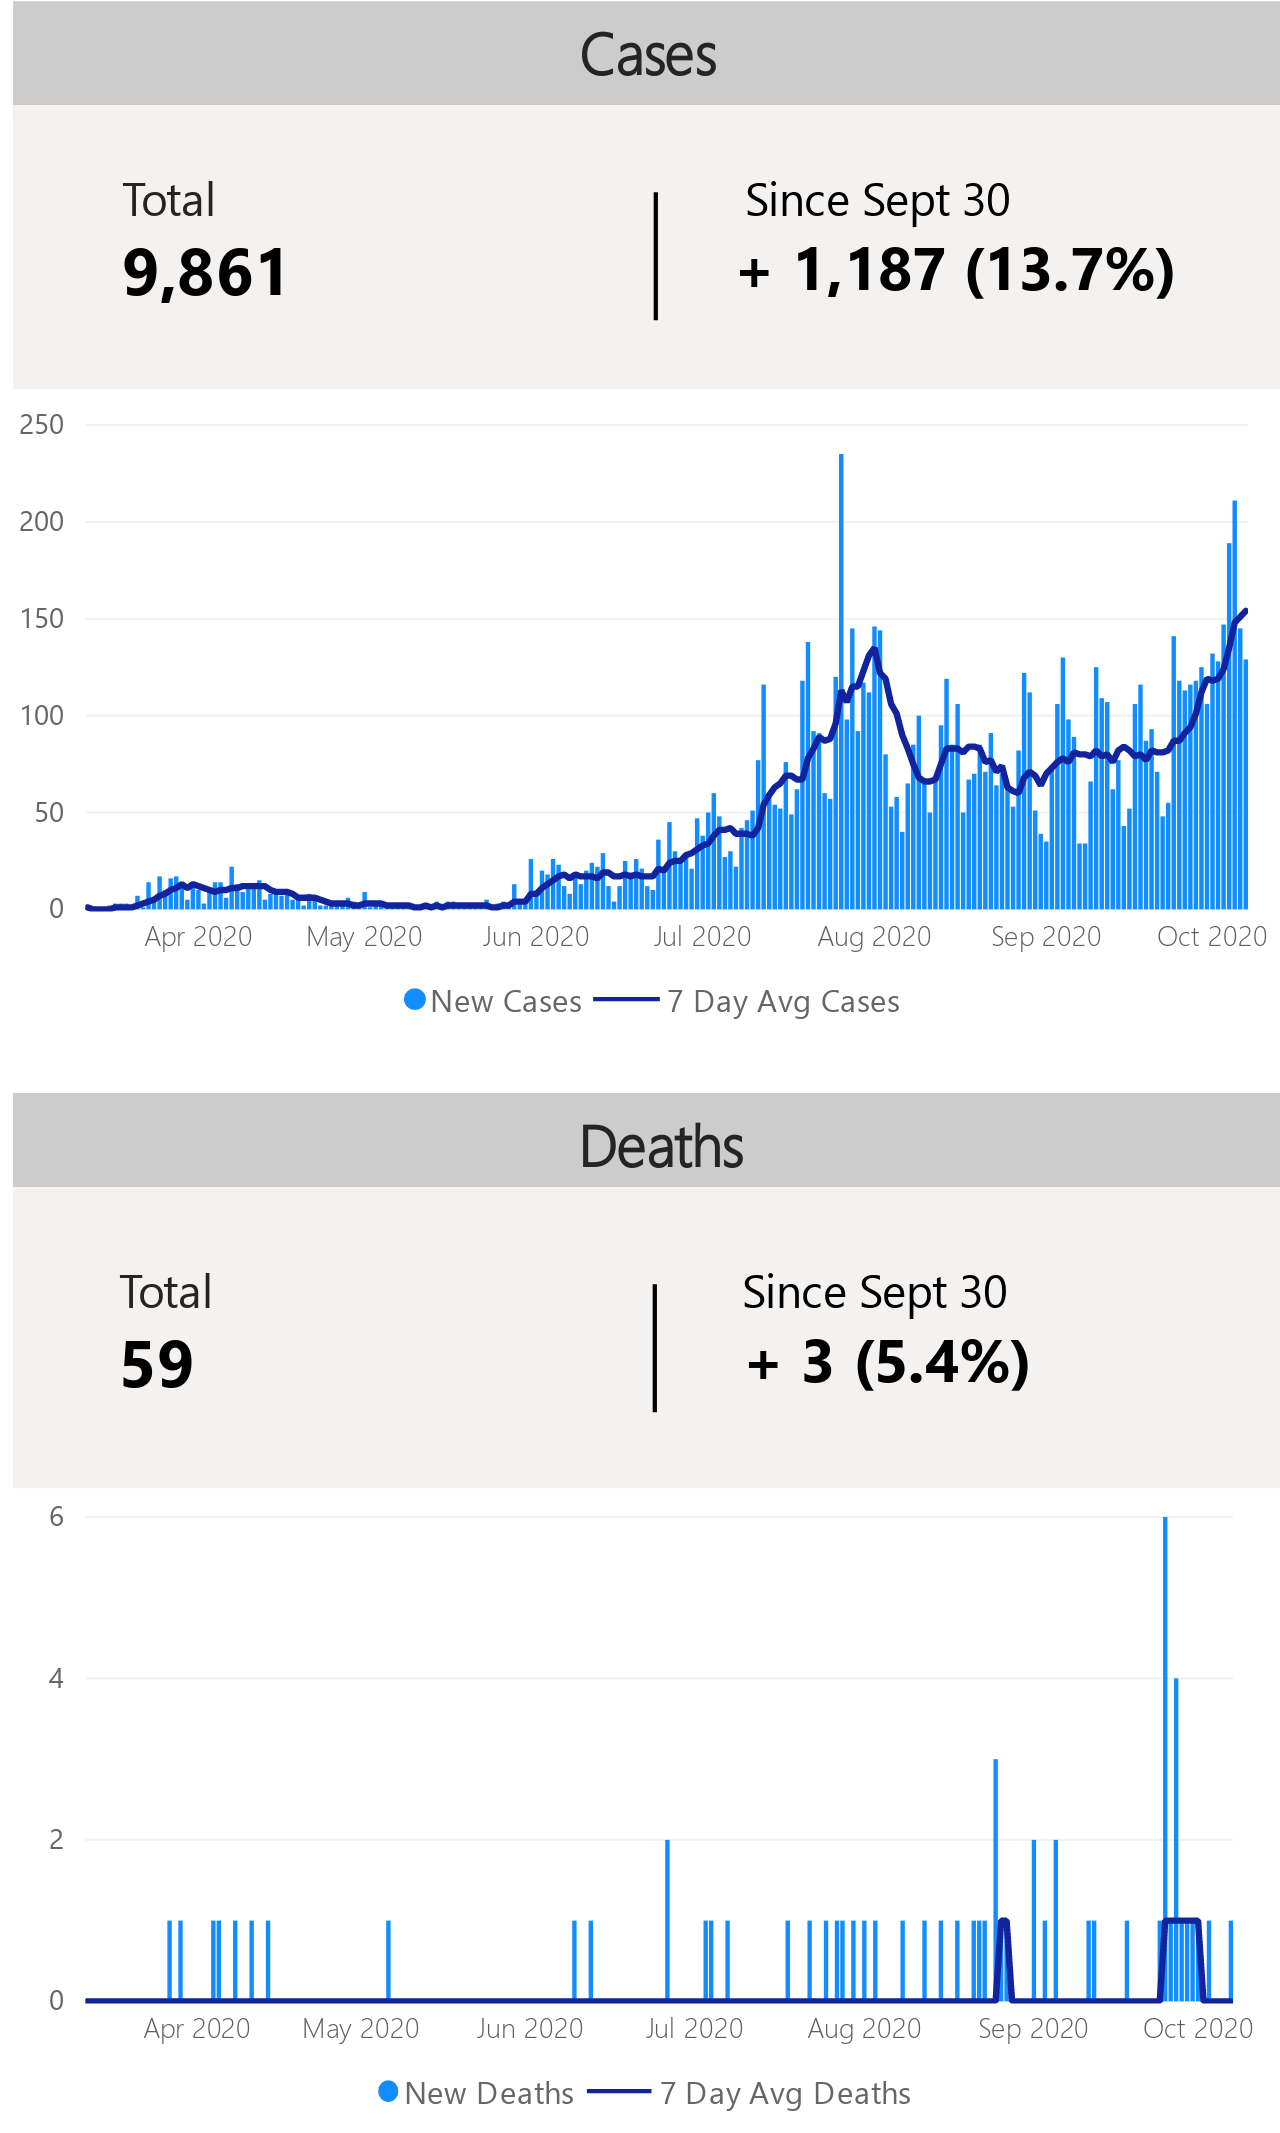 Cases
Total
Since Sept 30
9,861
+ 1,187 (13.7%)
250
200
150
100
50
0
Apr 2020 May 2020 Jun 2020 Jul 2020 Aug 2020 Sep 2020 Oct 2020
New Cases 7 Day Avg Cases
Deaths
Total
Since Sept 30
59
+ 3 (5.4%)
6
4
2
0
Apr 2020 May 2020 Jun 2020 Jul 2020 Aug 2020 Sep 2020 Oct 2020
New Deaths 7 Day Avg Deaths